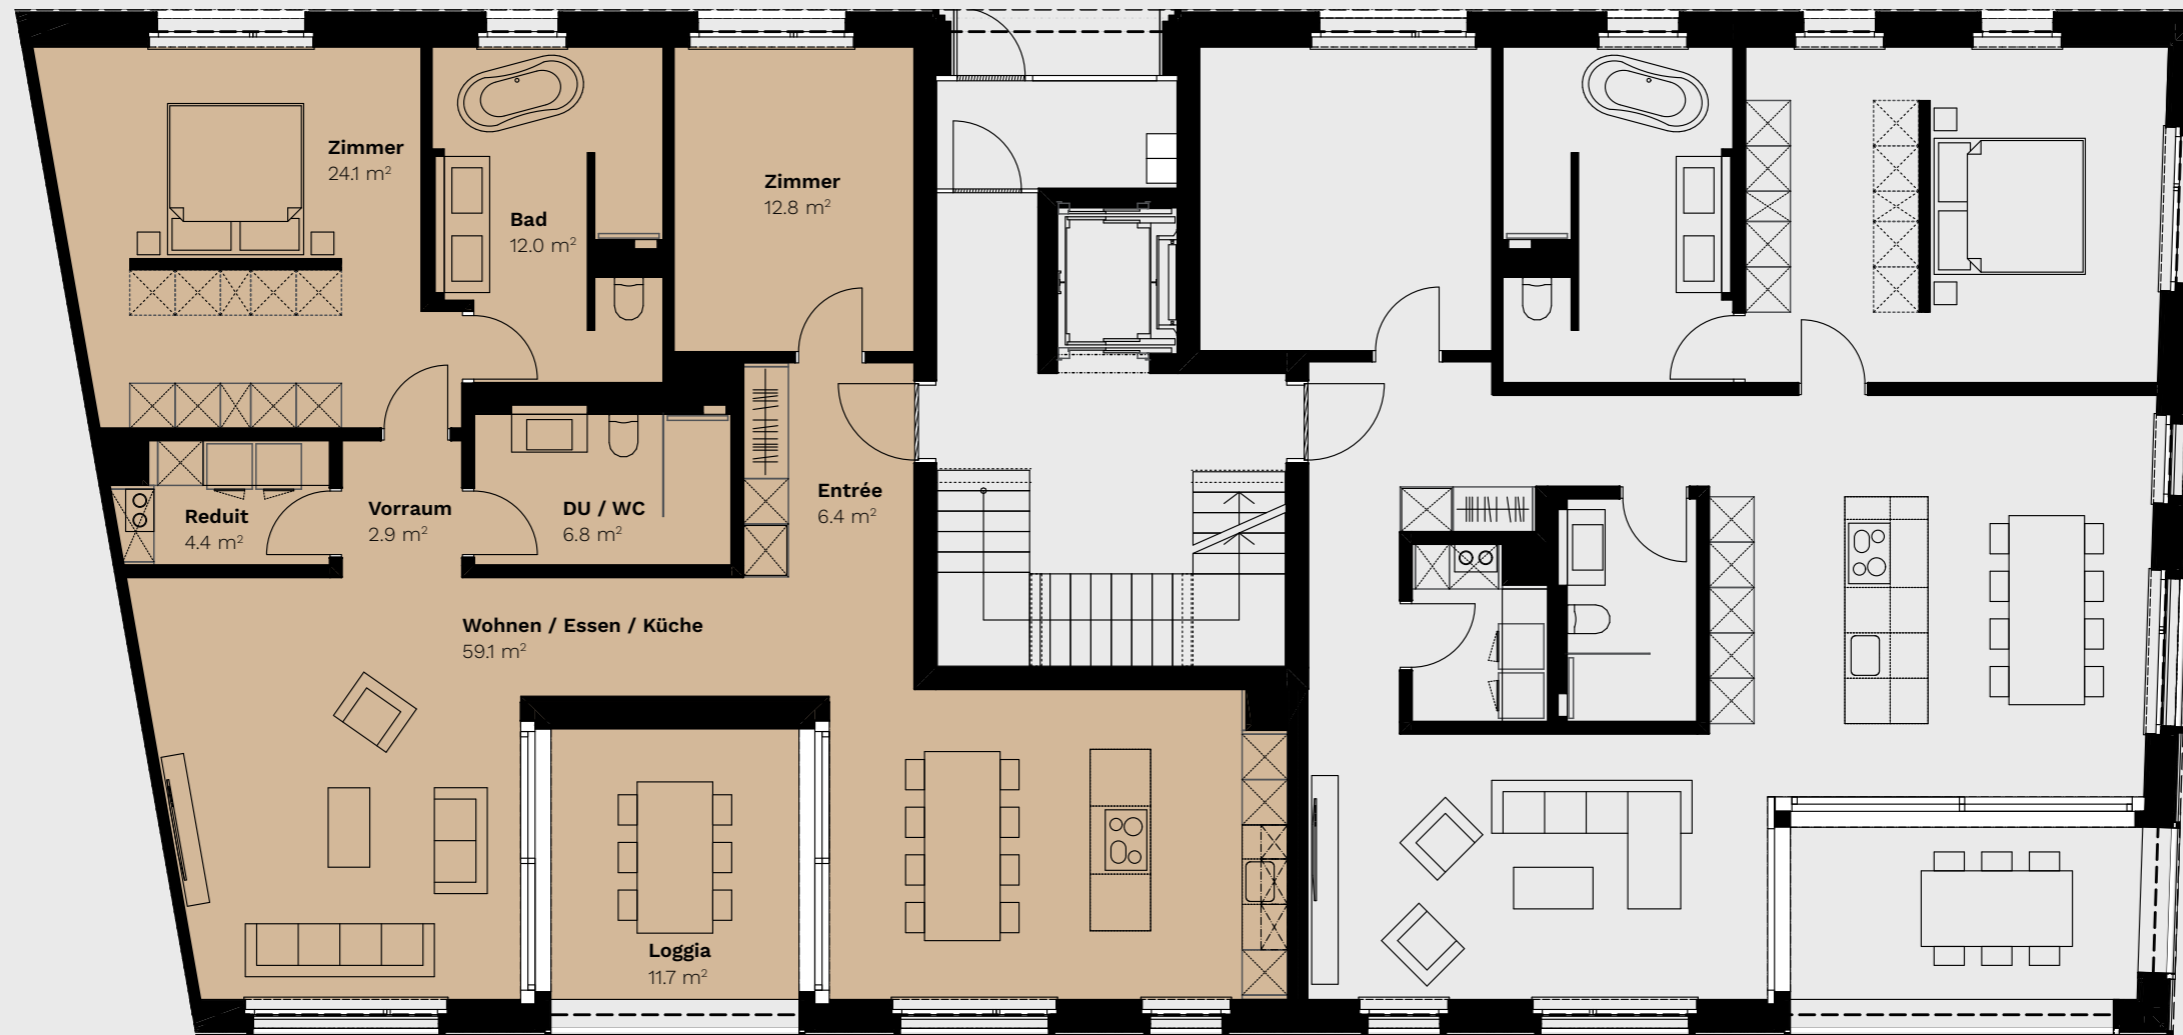 Zimmer
24.1 m²
Bad
12.0 m²
Zimmer
12.8 m²
Reduit
4.4 m²
Vorraum
2.9 m²
DU / WC
6.8 m²
Entrée
6.4 m²
Wohnen / Essen / Küche
59.1 m²
Loggia
11.7 m²